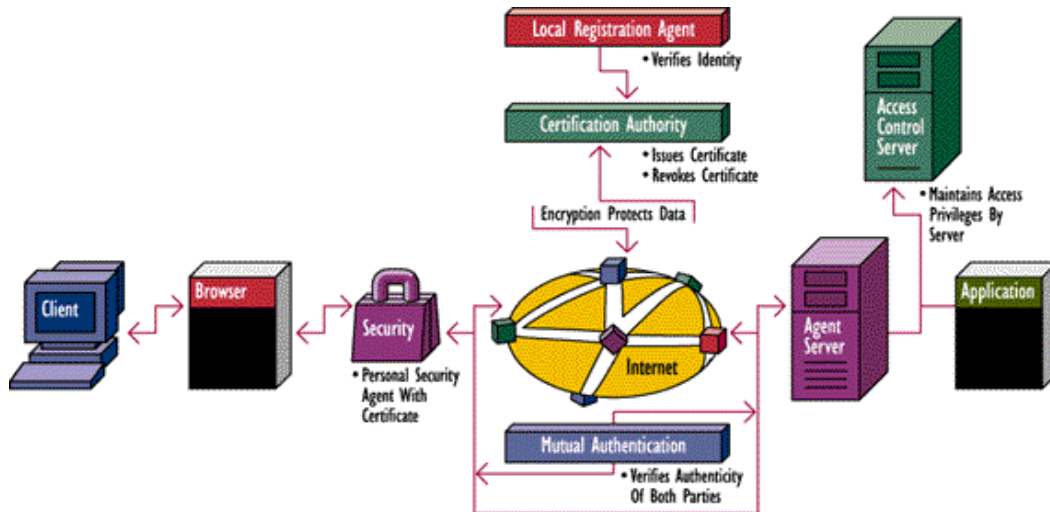 Local Registration Agent
• Verifies Identity
Certification Authority
• Issues Certificate
• Revokes Certificate
Encryption Protects Data
Access
Control
Server
• Maintains Access
Privileges By
Server
Client
Browser
Security
• Personal Security
Agent With
Certificate
Internet
Agent
Server
Application
Mutual Authentication
• Verifies Authenticity
Of Both Parties